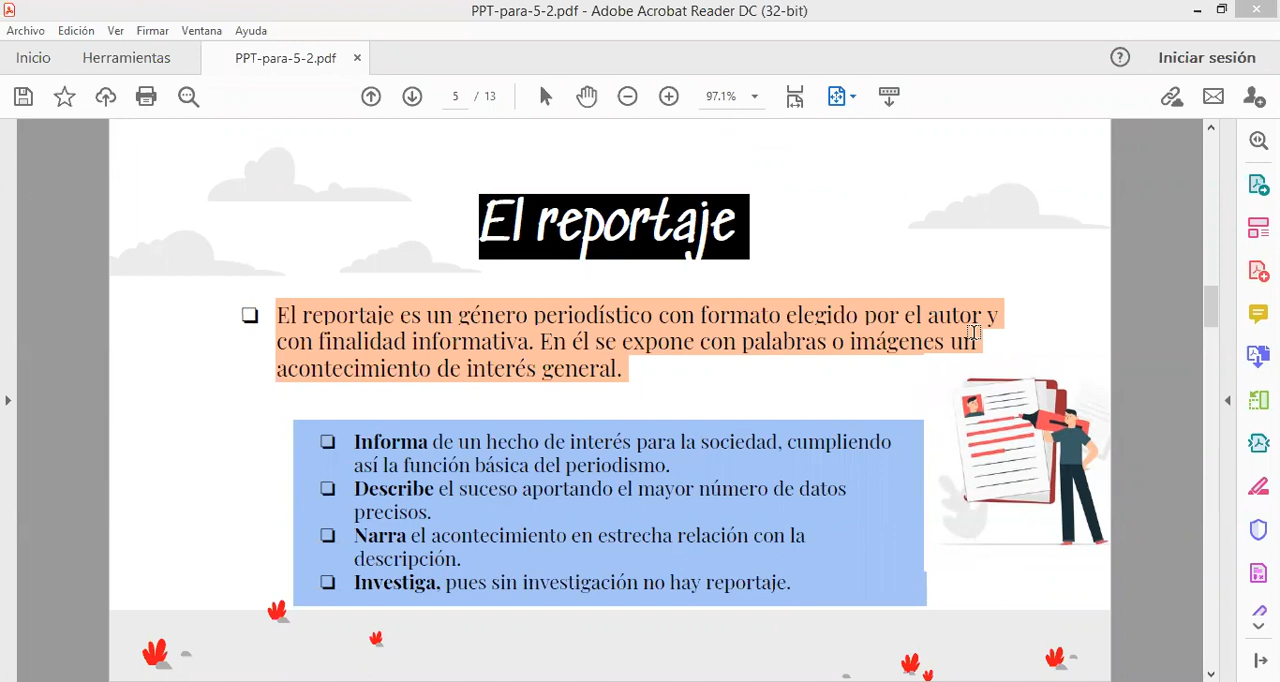 PPT-para-5-2.pdf - Adobe Acrobat Reader DC (32-bit)
Archivo Edición Ver Firmar Ventana Ayuda
Inicio Herramientas PPT-para-5-2.pdf × Iniciar sesión
5 / 13 97.1%
El reportaje
El reportaje es un género periodístico con formato elegido por el autor y
con finalidad informativa. En él se expone con palabras o imágenes un
acontecimiento de interés general.
Informa de un hecho de interés para la sociedad, cumpliendo
así la función básica del periodismo.
Describe el suceso aportando el mayor número de datos
precisos.
Narra el acontecimiento en estrecha relación con la
descripción.
Investiga, pues sin investigación no hay reportaje.